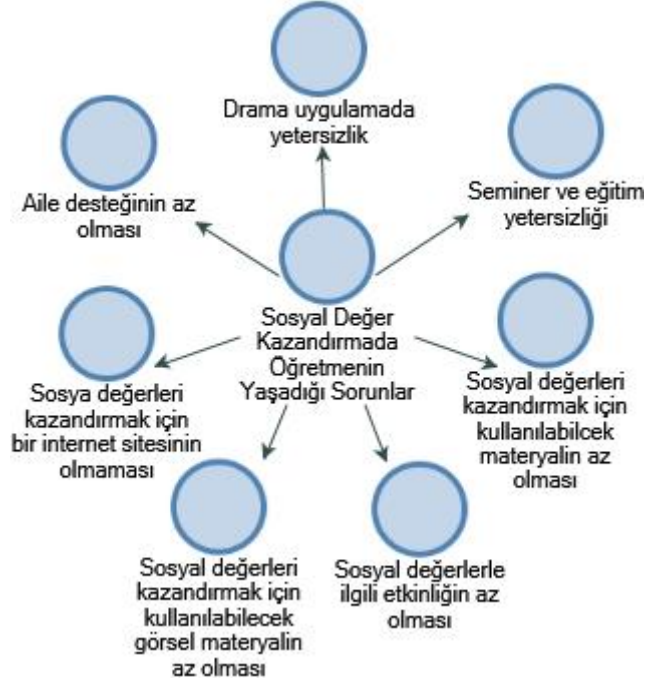 Drama uygulamada
yetersizlik
Aile desteğinin az
olması
Seminer ve eğitim
yetersizliği
Sosyal Değer
Kazandırmada
Öğretmenin
Yaşadığı Sorunlar
Sosya değerleri
kazandırmak için
bir internet sitesinin
olmaması
Sosyal değerleri
kazandırmak için
kullanılabilcek
materyalin az
olması
Sosyal değerleri
kazandırmak için
kullanılabilecek
görsel materyalin
az olması
Sosyal değerlerle
ilgili etkinliğin az
olması